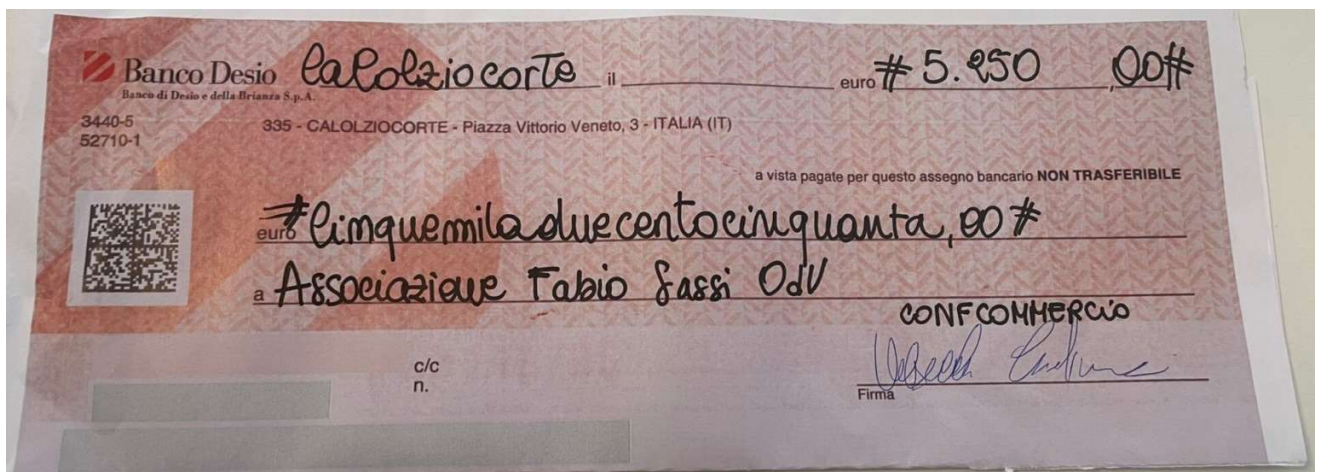 Banco Desio Calolziocorte il euro # 5.250 ,00#
Banco di Desio e della Brianza S.p.A.
3440-5
52710-1
335 - CALOLZIOCORTE - Piazza Vittorio Veneto, 3 - ITALIA (IT)
a vista pagate per questo assegno bancario NON TRASFERIBILE
euro # Cinquemiladuecentocinquanta,00 #
a Associazione Fabio Sassi OdV
CONFCOMMERCIO
c/c
n.
Firma